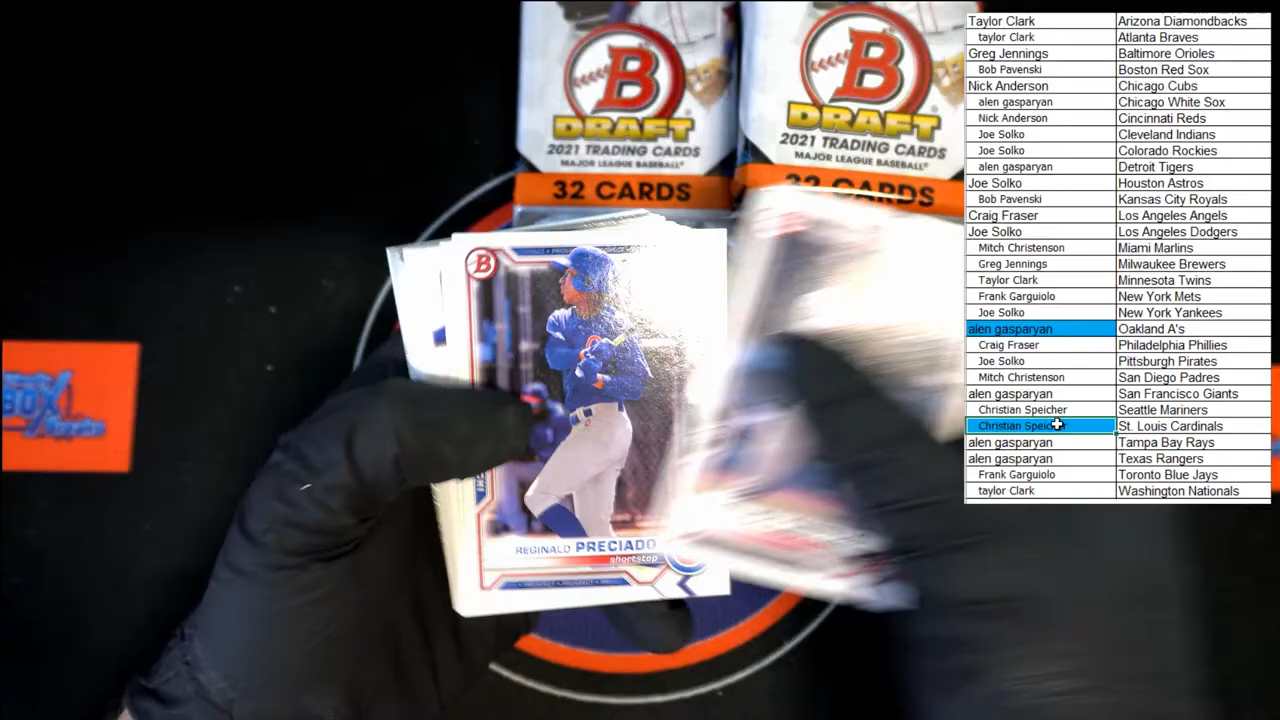 B
DRAFT
2021 TRADING CARDS
MAJOR LEAGUE BASEBALL
32 CARDS
B
DRAFT
2021 TRADING CARDS
MAJOR LEAGUE BASEBALL
32 CARDS
B
REGINALD PRECIADO
shortstop
BOX
Taylor Clark Arizona Diamondbacks
taylor Clark Atlanta Braves
Greg Jennings Baltimore Orioles
Bob Pavenski Boston Red Sox
Nick Anderson Chicago Cubs
alen gasparyan Chicago White Sox
Nick Anderson Cincinnati Reds
Joe Solko Cleveland Indians
Joe Solko Colorado Rockies
alen gasparyan Detroit Tigers
Joe Solko Houston Astros
Bob Pavenski Kansas City Royals
Craig Fraser Los Angeles Angels
Joe Solko Los Angeles Dodgers
Mitch Christenson Miami Marlins
Greg Jennings Milwaukee Brewers
Taylor Clark Minnesota Twins
Frank Garguiolo New York Mets
Joe Solko New York Yankees
alen gasparyan Oakland A's
Craig Fraser Philadelphia Phillies
Joe Solko Pittsburgh Pirates
Mitch Christenson San Diego Padres
alen gasparyan San Francisco Giants
Christian Speicher Seattle Mariners
Christian Speicher St. Louis Cardinals
alen gasparyan Tampa Bay Rays
alen gasparyan Texas Rangers
Frank Garguiolo Toronto Blue Jays
taylor Clark Washington Nationals